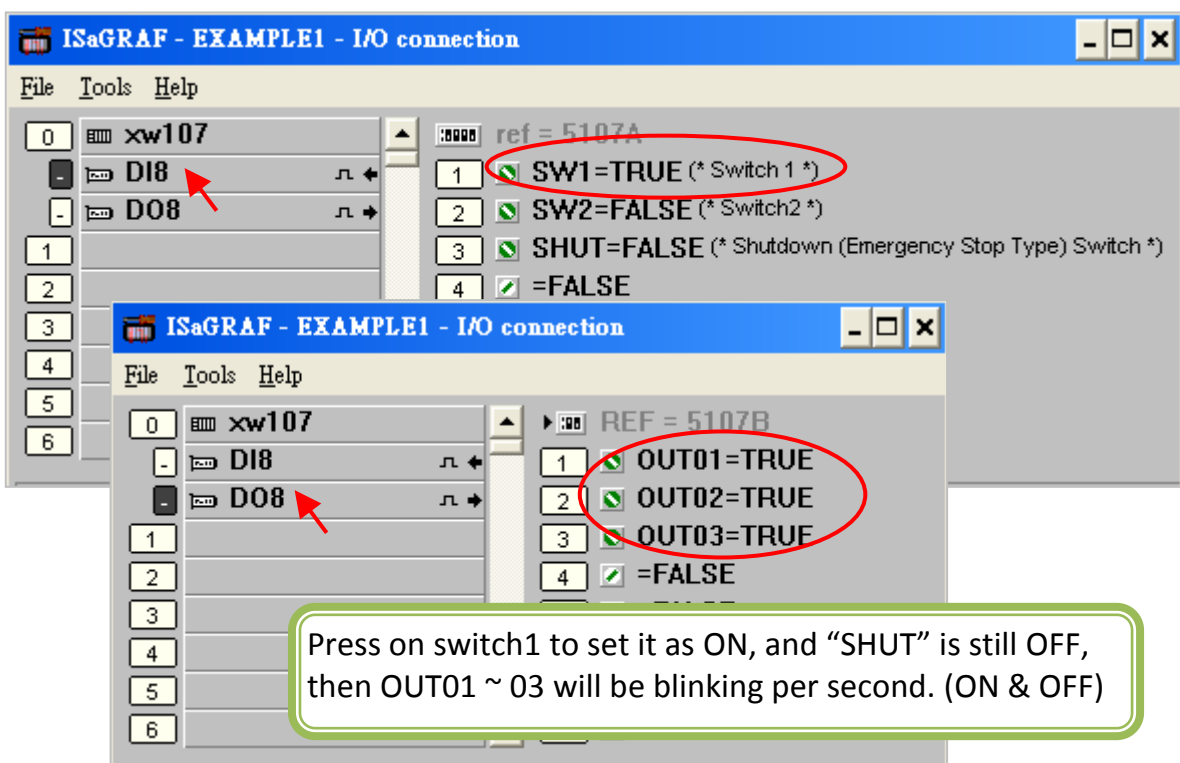 ISaGRAF - EXAMPLE1 - I/O connection
File Tools Help
0 xw107
- DI8
- DO8
1
2
3
4
5
6
ref = 5107A
1 SW1=TRUE (* Switch 1 *)
2 SW2=FALSE (* Switch2 *)
3 SHUT=FALSE (* Shutdown (Emergency Stop Type) Switch *)
4 =FALSE
ISaGRAF - EXAMPLE1 - I/O connection
File Tools Help
0 xw107
- DI8
- DO8
1
2
3
4
5
6
REF = 5107B
1 OUT01=TRUE
2 OUT02=TRUE
3 OUT03=TRUE
4 =FALSE
Press on switch1 to set it as ON, and “SHUT” is still OFF,
then OUT01 ~ 03 will be blinking per second. (ON & OFF)